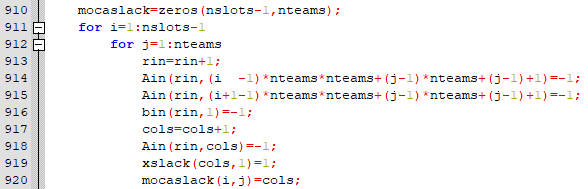 910 mocaslack=zeros(nslots-1,nteams);
911 for i=1:nslots-1
912 for j=1:nteams
913 rin=rin+1;
914 Ain(rin,(i  -1)*nteams*nteams+(j-1)*nteams+(j-1)+1)=-1;
915 Ain(rin,(i+1-1)*nteams*nteams+(j-1)*nteams+(j-1)+1)=-1;
916 bin(rin,1)=-1;
917 cols=cols+1;
918 Ain(rin,cols)=-1;
919 xslack(cols,1)=1;
920 mocaslack(i,j)=cols;